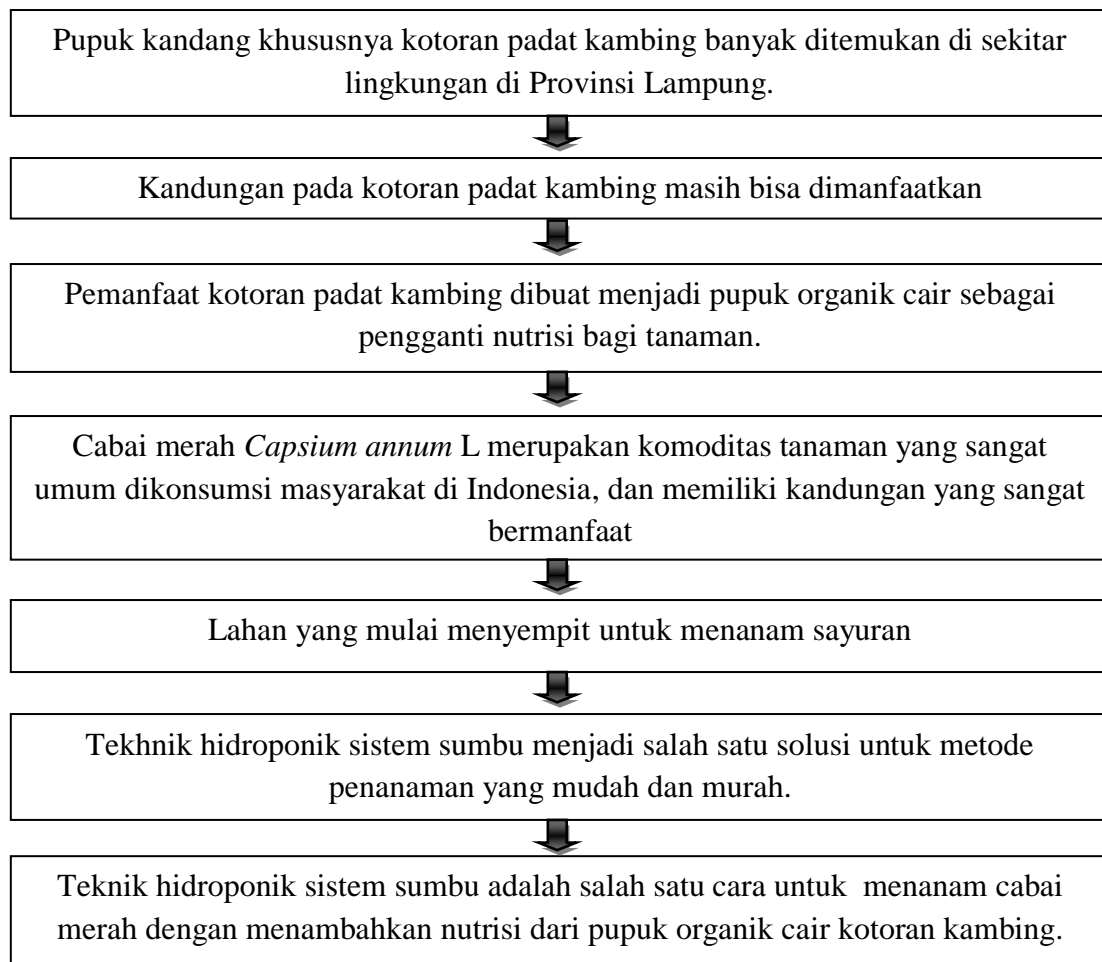 Pupuk kandang khususnya kotoran padat kambing banyak ditemukan di sekitar
lingkungan di Provinsi Lampung.
Kandungan pada kotoran padat kambing masih bisa dimanfaatkan
Pemanfaat kotoran padat kambing dibuat menjadi pupuk organik cair sebagai
pengganti nutrisi bagi tanaman.
Cabai merah Capsium annum L merupakan komoditas tanaman yang sangat
umum dikonsumsi masyarakat di Indonesia, dan memiliki kandungan yang sangat
bermanfaat
Lahan yang mulai menyempit untuk menanam sayuran
Tekhnik hidroponik sistem sumbu menjadi salah satu solusi untuk metode
penanaman yang mudah dan murah.
Teknik hidroponik sistem sumbu adalah salah satu cara untuk menanam cabai
merah dengan menambahkan nutrisi dari pupuk organik cair kotoran kambing.